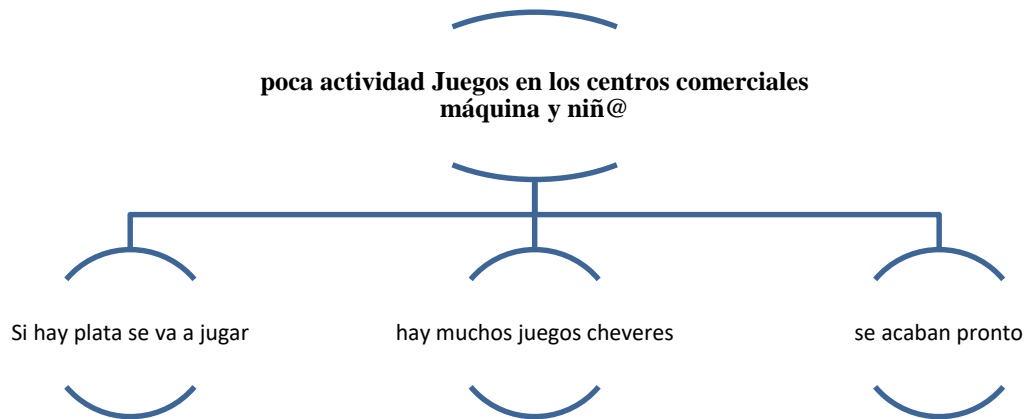 poca actividad Juegos en los centros comerciales
máquina y niñ@
Si hay plata se va a jugar
hay muchos juegos cheveres
se acaban pronto